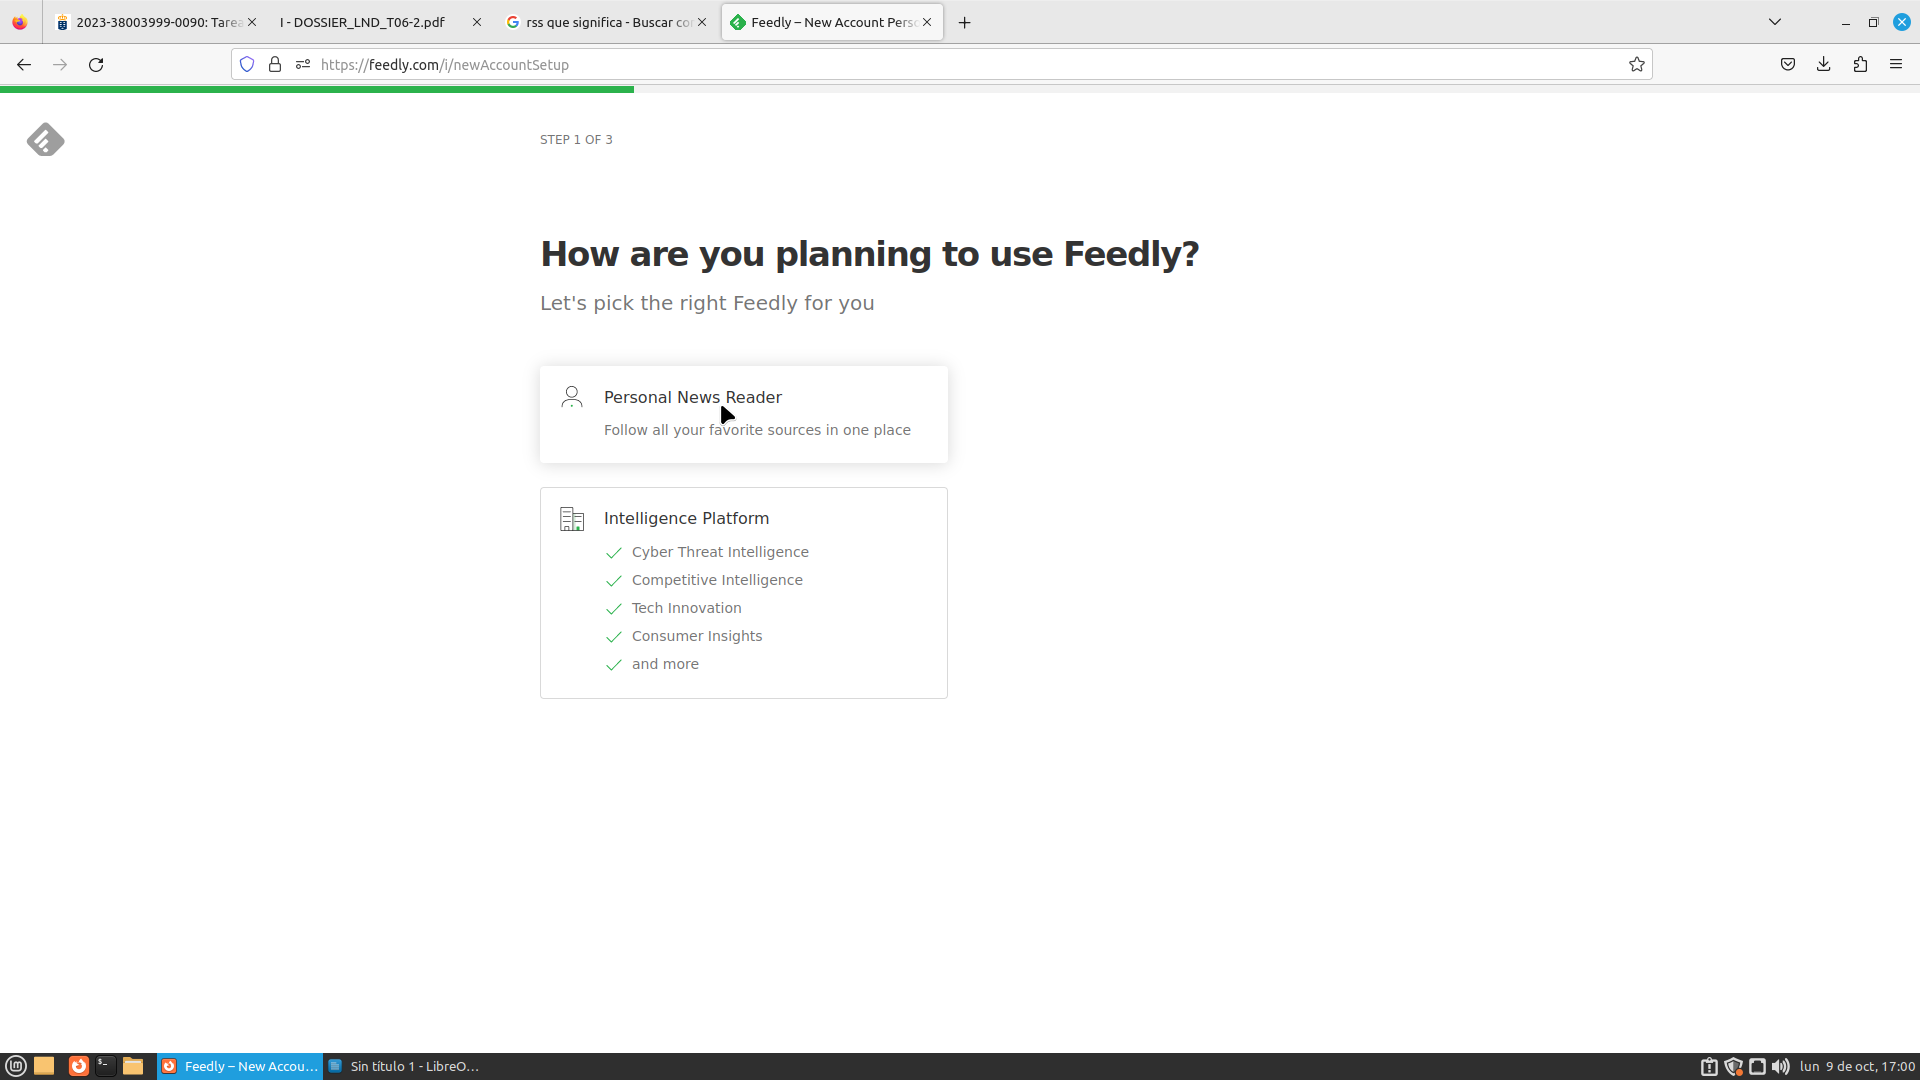 2023-38003999-0090: Tarea
I - DOSSIER_LND_T06-2.pdf
rss que significa - Buscar co
Feedly – New Account Perso
https://feedly.com/i/newAccountSetup
STEP 1 OF 3
How are you planning to use Feedly?
Let's pick the right Feedly for you
Personal News Reader
Follow all your favorite sources in one place
Intelligence Platform
Cyber Threat Intelligence
Competitive Intelligence
Tech Innovation
Consumer Insights
and more
Feedly – New Accou...
Sin título 1 - LibreO...
lun 9 de oct, 17:00